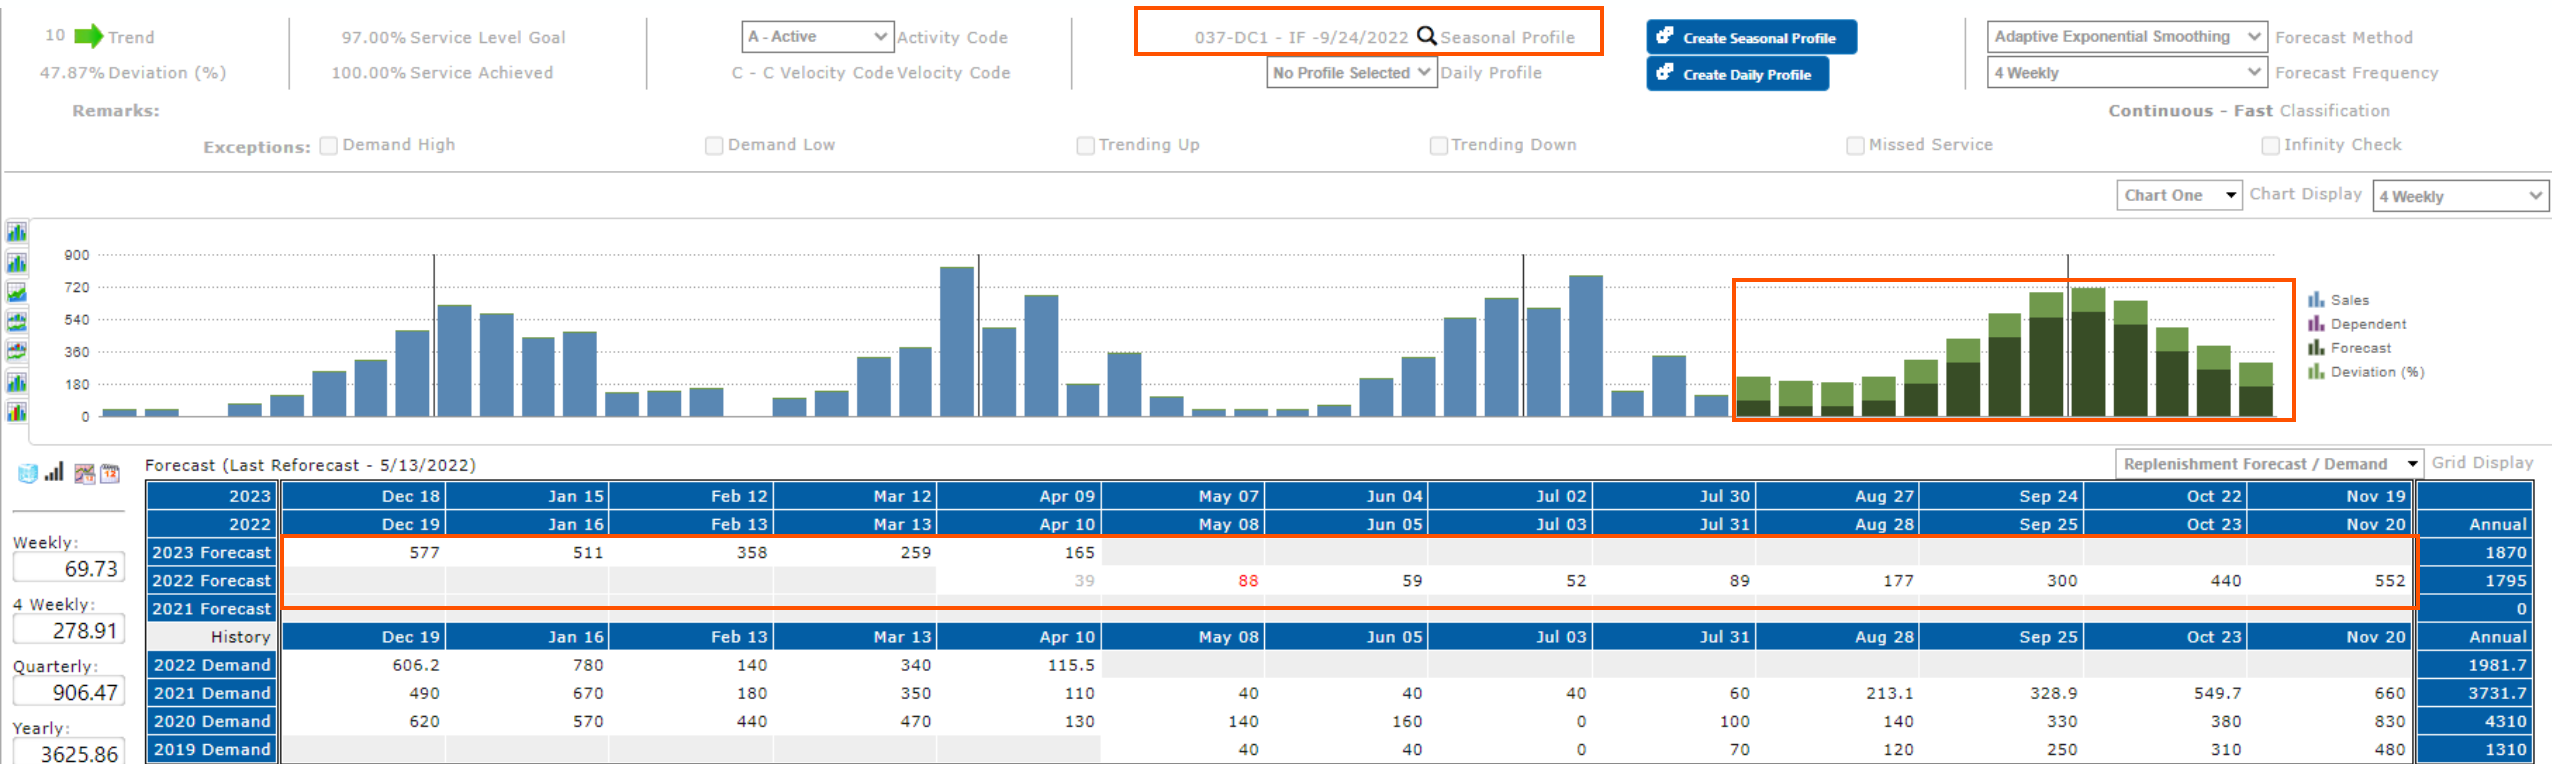 10 Trend 97.00% Service Level Goal A - Active Activity Code 037-DC1 - IF -9/24/2022 Seasonal Profile Create Seasonal Profile Adaptive Exponential Smoothing Forecast Method
47.87% Deviation (%) 100.00% Service Achieved C - C Velocity Code Velocity Code No Profile Selected Daily Profile Create Daily Profile 4 Weekly Forecast Frequency
Remarks: Continuous - Fast Classification
Exceptions: Demand High Demand Low Trending Up Trending Down Missed Service Infinity Check
Chart One Chart Display 4 Weekly
900
720
540
360
180
0
Sales
Dependent
Forecast
Deviation (%)
Forecast (Last Reforecast - 5/13/2022) Replenishment Forecast / Demand Grid Display
Weekly:
69.73
4 Weekly:
278.91
Quarterly:
906.47
Yearly:
3625.86
2023 Dec 18 Jan 15 Feb 12 Mar 12 Apr 09 May 07 Jun 04 Jul 02 Jul 30 Aug 27 Sep 24 Oct 22 Nov 19
2022 Dec 19 Jan 16 Feb 13 Mar 13 Apr 10 May 08 Jun 05 Jul 03 Jul 31 Aug 28 Sep 25 Oct 23 Nov 20 Annual
2023 Forecast 577 511 358 259 165 1870
2022 Forecast 39 88 59 52 89 177 300 440 552 1795
2021 Forecast 0
History Dec 19 Jan 16 Feb 13 Mar 13 Apr 10 May 08 Jun 05 Jul 03 Jul 31 Aug 28 Sep 25 Oct 23 Nov 20 Annual
2022 Demand 606.2 780 140 340 115.5 1981.7
2021 Demand 490 670 180 350 110 40 40 40 60 213.1 328.9 549.7 660 3731.7
2020 Demand 620 570 440 470 130 140 160 0 100 140 330 380 830 4310
2019 Demand 40 40 0 70 120 250 310 480 1310